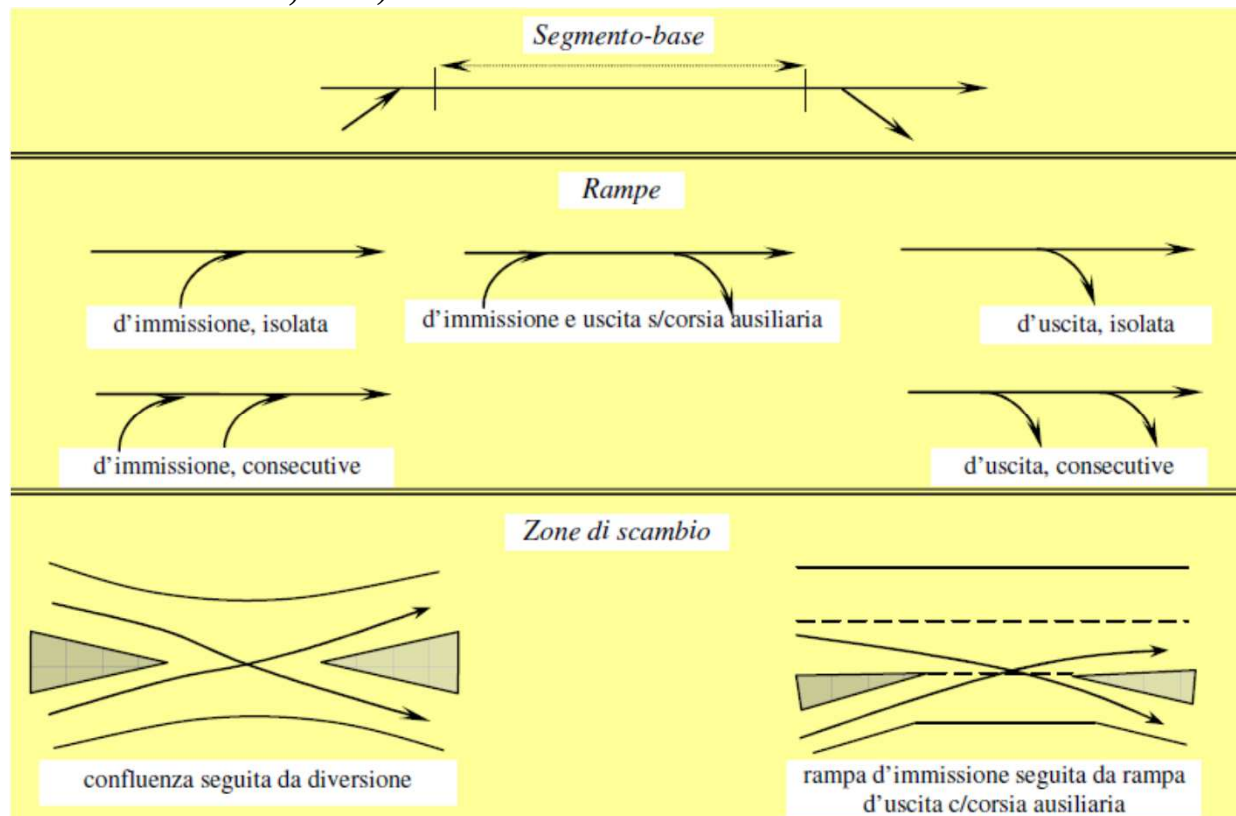 Segmento-base
Rampe
d'immissione, isolata
d'immissione e uscita s/corsia ausiliaria
d'uscita, isolata
d'immissione, consecutive
d'uscita, consecutive
Zone di scambio
confluenza seguita da diversione
rampa d'immissione seguita da rampa
d'uscita c/corsia ausiliaria